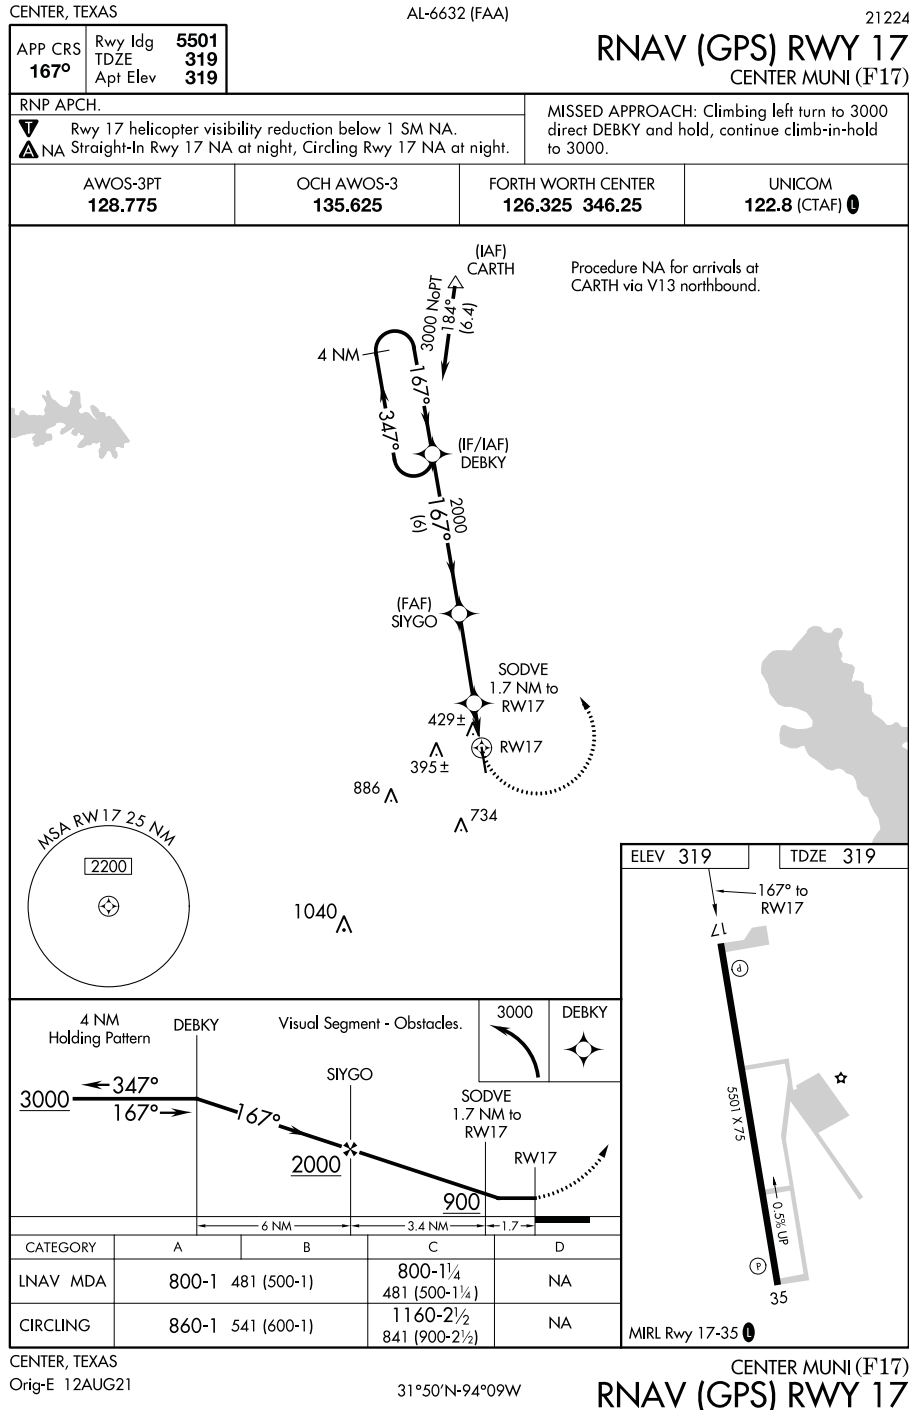 CENTER, TEXAS
AL-6632 (FAA)
21224
APP CRS
167°
Rwy ldg 5501
TDZE 319
Apt Elev 319
RNAV (GPS) RWY 17
CENTER MUNI (F17)
RNP APCH.
T Rwy 17 helicopter visibility reduction below 1 SM NA.
A NA Straight-In Rwy 17 NA at night, Circling Rwy 17 NA at night.
MISSED APPROACH: Climbing left turn to 3000
direct DEBKY and hold, continue climb-in-hold
to 3000.
AWOS-3PT
128.775
OCH AWOS-3
135.625
FORTH WORTH CENTER
126.325 346.25
UNICOM
122.8 (CTAF) L
(IAF)
CARTH
Procedure NA for arrivals at
CARTH via V13 northbound.
3000 NoPT
184°
(6.4)
4 NM
167°
347°
(IF/IAF)
DEBKY
2000
167°
(6)
(FAF)
SIYGO
SODVE
1.7 NM to
RW17
429±
RW17
395±
886
734
MSA RW17 25 NM
2200
1040
ELEV 319
TDZE 319
167° to
RW17
17
P
5501 X 75
0.5% UP
P
35
MIRL Rwy 17-35 L
4 NM
Holding Pattern
DEBKY
Visual Segment - Obstacles.
3000
DEBKY
SIYGO
347°
3000
167°
167°
SODVE
1.7 NM to
RW17
2000
RW17
900
6 NM
3.4 NM
1.7
CATEGORY A B C D
LNAV MDA 800-1 481 (500-1) 800-1¼ 481 (500-1¼) NA
CIRCLING 860-1 541 (600-1) 1160-2½ 841 (900-2½) NA
CENTER, TEXAS
Orig-E 12AUG21
31°50'N-94°09'W
CENTER MUNI (F17)
RNAV (GPS) RWY 17